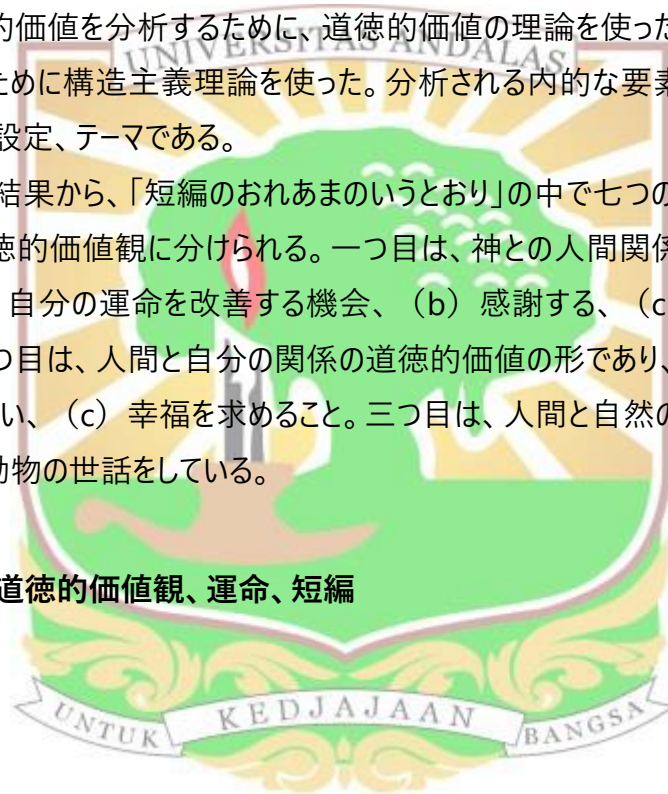 的価値を分析するために、道徳的価値の理論を使った
UNIVERSITAS ANDALAS
ために構造主義理論を使った。分析される内的な要素
設定、テーマである。
結果から、「短編のおれあまのいうとおり」の中で七つの
徳的価値観に分けられる。一つ目は、神との人間関係
自分の運命を改善する機会、（b）感謝する、（c
つ目は、人間と自分の関係の道徳的価値の形であり、
い、（c）幸福を求めること。三つ目は、人間と自然の
動物の世話をしている。
道徳的価値観、運命、短編
UNTUK KEDJAJAAN BANGSA